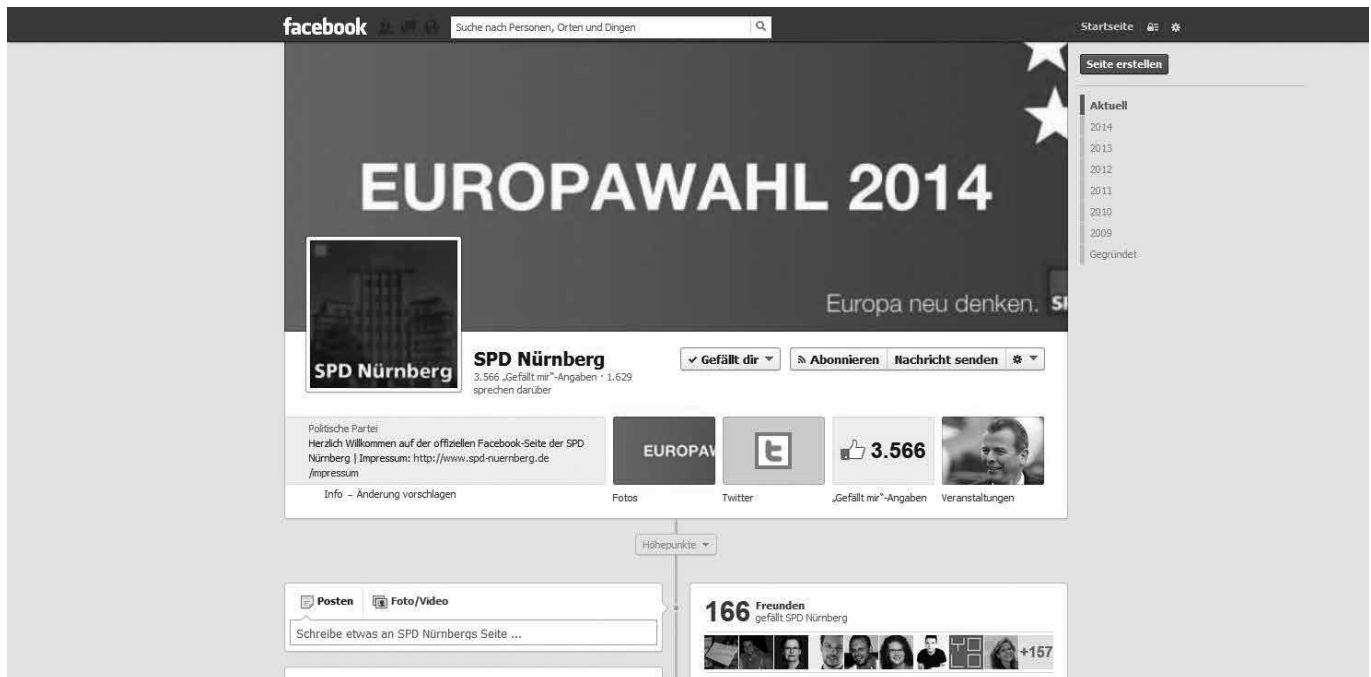 facebook
Suche nach Personen, Orten und Dingen
Startseite
Seite erstellen
Aktuell
2014
2013
2012
2011
2010
2009
Gegründet
EUROPAWAHL 2014
Europa neu denken.
SP
SPD Nürnberg
SPD Nürnberg
3.566 „Gefällt mir“-Angaben · 1.629
sprechen darüber
✓ Gefällt dir
Abonnieren
Nachricht senden
Politische Partei
Herzlich Willkommen auf der offiziellen Facebook-Seite der SPD
Nürnberg | Impressum: http://www.spd-nuernberg.de
/mpressum
Info – Änderung vorschlagen
EUROPAW
Fotos
t
Twitter
3.566
„Gefällt mir“-Angaben
Veranstaltungen
Höhepunkte
Posten
Foto/Video
Schreibe etwas an SPD Nürnbergs Seite ...
166 Freunden
gefällt SPD Nürnberg
+157